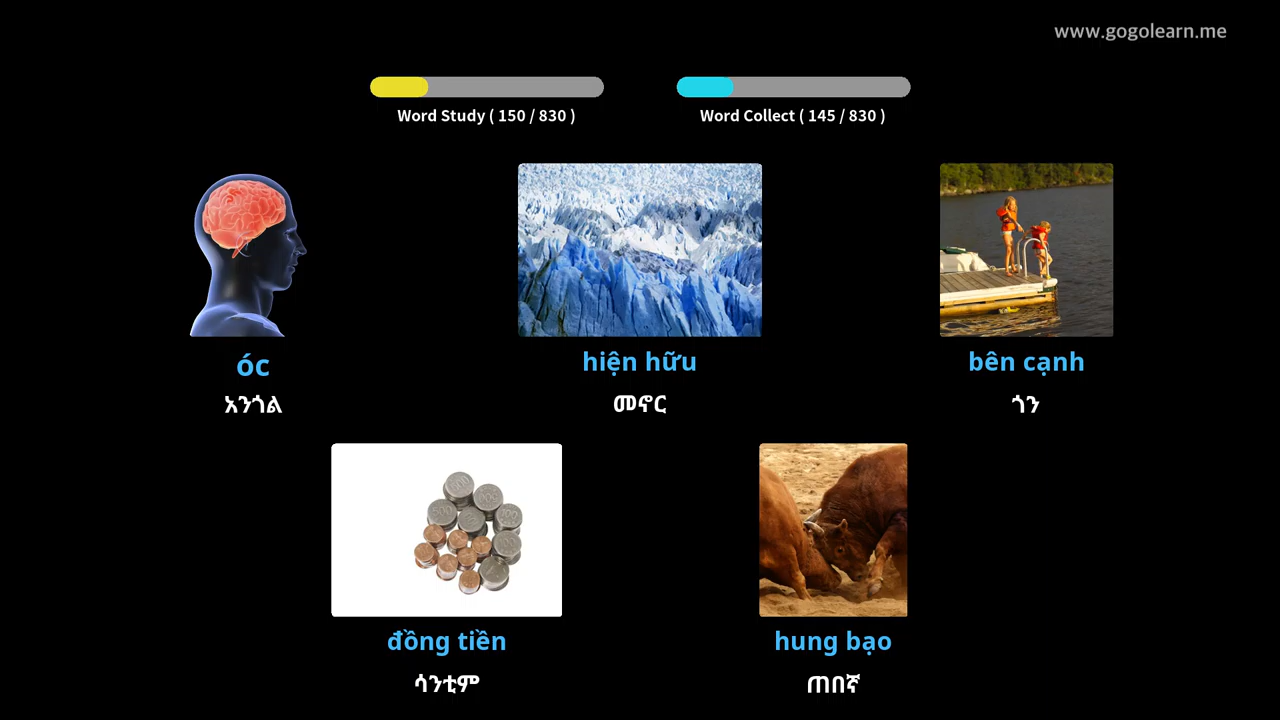 www.gogolearn.me
Word Study ( 150 / 830 )
Word Collect ( 145 / 830 )
óc
አንጎል
hiện hữu
መኖር
bên cạnh
ጎን
đồng tiền
ሳንቲም
hung bạo
ጠበኛ